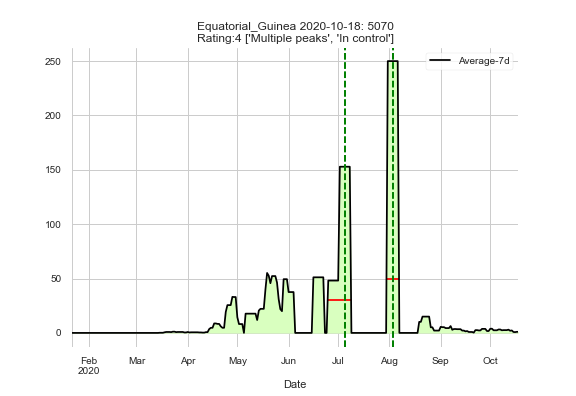 Equatorial_Guinea 2020-10-18: 5070
Rating:4 ['Multiple peaks', 'In control']
Average-7d
250
200
150
100
50
0
Feb Mar Apr May Jun Jul Aug Sep Oct
2020
Date